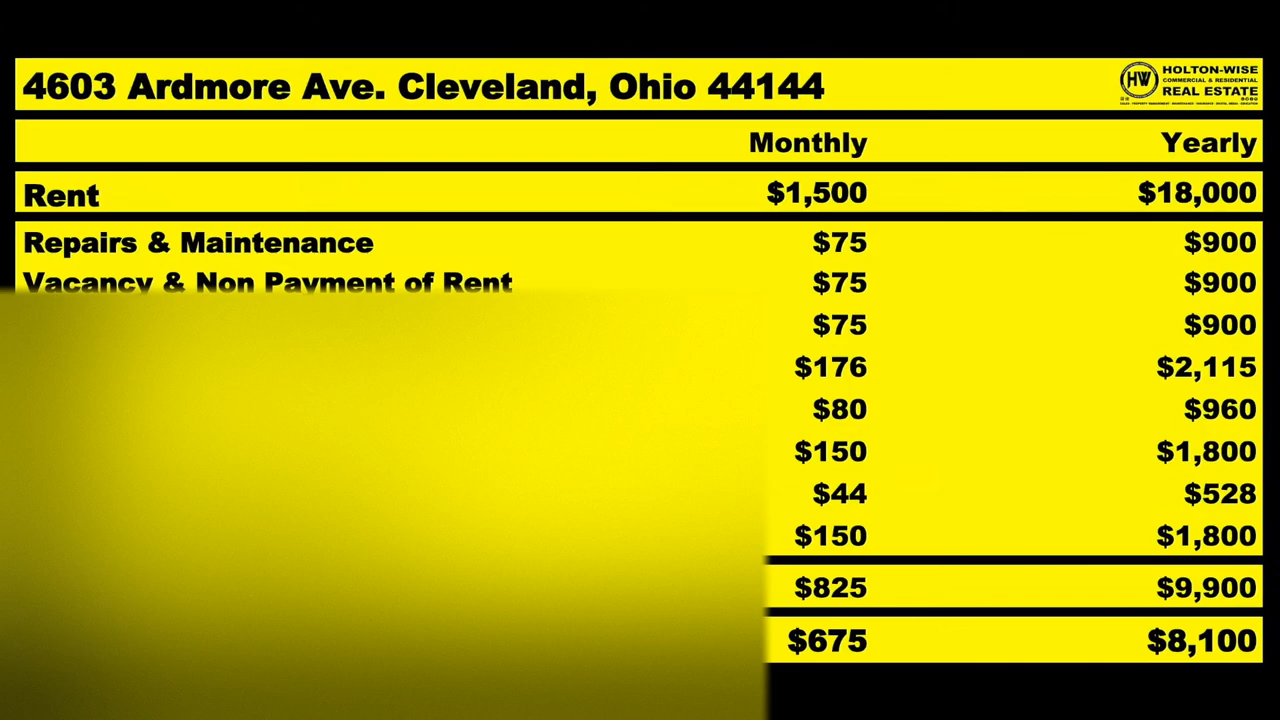 4603 Ardmore Ave. Cleveland, Ohio 44144
HW
HOLTON-WISE
COMMERCIAL & RESIDENTIAL
REAL ESTATE
Monthly Yearly
Rent $1,500 $18,000
Repairs & Maintenance $75 $900
Vacancy & Non Payment of Rent $75 $900
$75 $900
$176 $2,115
$80 $960
$150 $1,800
$44 $528
$150 $1,800
$825 $9,900
$675 $8,100